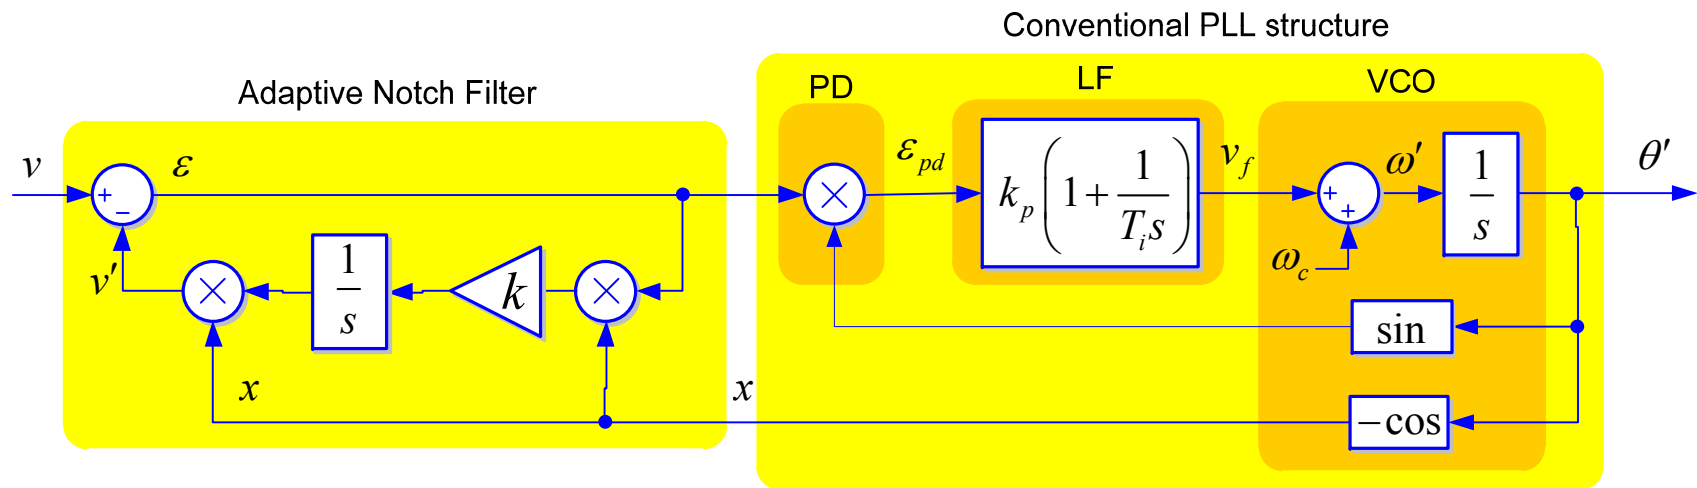 Conventional PLL structure
Adaptive Notch Filter
PD
LF
VCO
v
+
−
ε
×
ε_pd
k_p(1+1/(T_i s))
v_f
+
+
ω'
1/s
θ'
ω_c
v'
×
1/s
k
×
sin
x
x
−cos